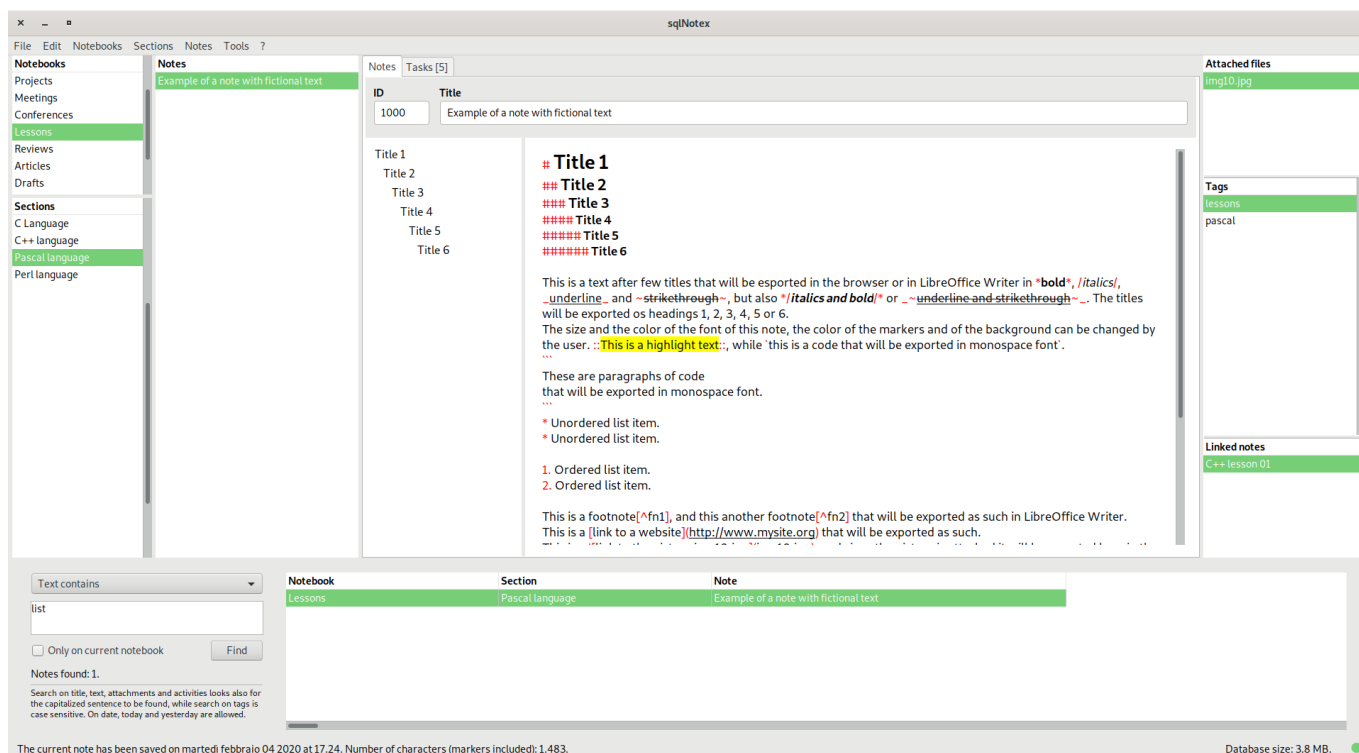 sqlNotex
File Edit Notebooks Sections Notes Tools ?
Notebooks
Projects
Meetings
Conferences
Lessons
Reviews
Articles
Drafts
Sections
C Language
C++ language
Pascal language
Perl language
Notes
Example of a note with fictional text
Notes Tasks [5]
ID Title
1000 Example of a note with fictional text
Title 1
Title 2
Title 3
Title 4
Title 5
Title 6
# Title 1
## Title 2
### Title 3
#### Title 4
##### Title 5
###### Title 6
This is a text after few titles that will be esported in the browser or in LibreOffice Writer in *bold*, /italics/,
_underline_ and ~strikethrough~, but also */italics and bold/* or _~underline and strikethrough~_. The titles
will be exported os headings 1, 2, 3, 4, 5 or 6.
The size and the color of the font of this note, the color of the markers and of the background can be changed by
the user. ::This is a highlight text::, while `this is a code that will be exported in monospace font`.
```
These are paragraphs of code
that will be exported in monospace font.
```
* Unordered list item.
* Unordered list item.
1. Ordered list item.
2. Ordered list item.
This is a footnote[^fn1], and this another footnote[^fn2] that will be exported as such in LibreOffice Writer.
This is a [link to a website](http://www.mysite.org) that will be exported as such.
Attached files
img10.jpg
Tags
lessons
pascal
Linked notes
C++ lesson 01
Text contains
list
Only on current notebook Find
Notes found: 1.
Search on title, text, attachments and activities looks also for
the capitalized sentence to be found, while search on tags is
case sensitive. On date, today and yesterday are allowed.
Notebook Section Note
Lessons Pascal language Example of a note with fictional text
The current note has been saved on martedì febbraio 04 2020 at 17.24. Number of characters (markers included): 1.483.
Database size: 3,8 MB.